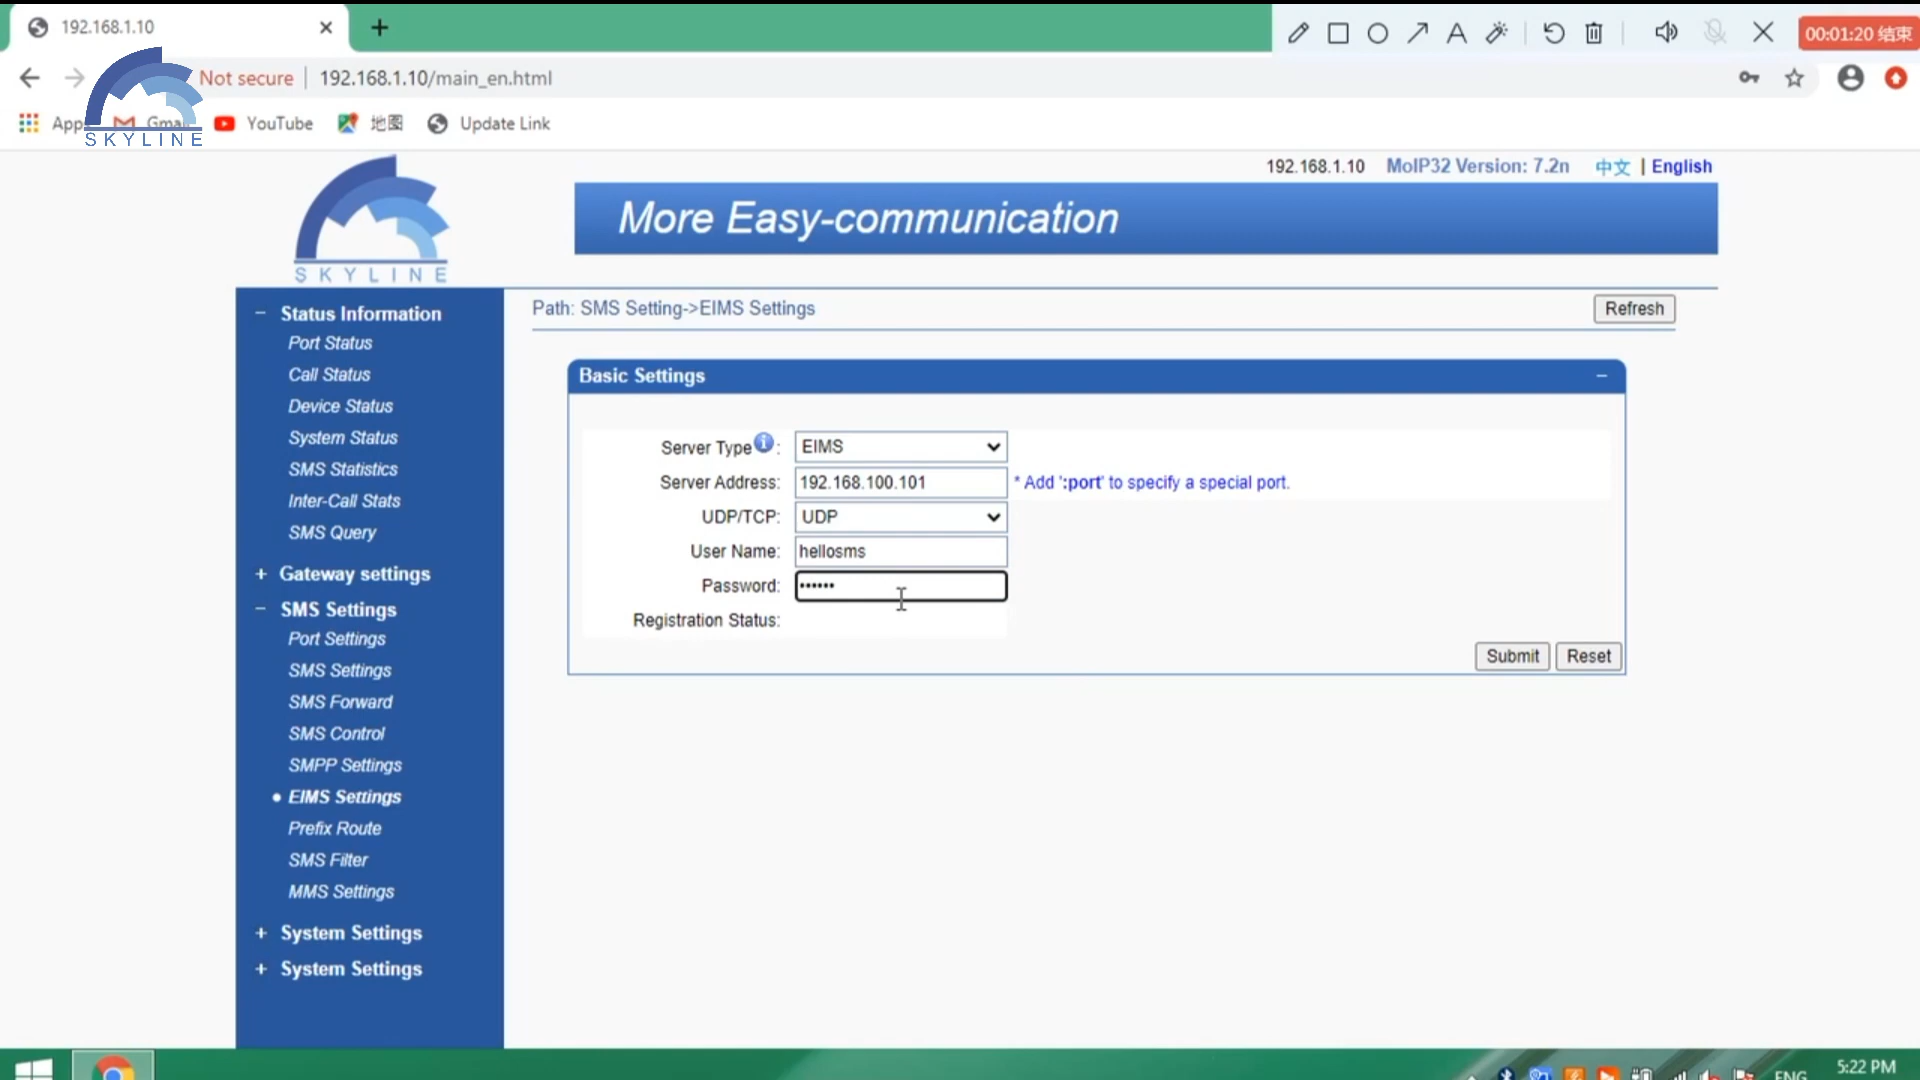 192.168.1.10
00:01:20 结束
Not secure
192.168.1.10/main_en.html
Apps
Gmail
YouTube
地图
Update Link
SKYLINE
192.168.1.10 MoIP32 Version: 7.2n 中文 | English
More Easy-communication
SKYLINE
Path: SMS Setting->EIMS Settings
Refresh
− Status Information
Port Status
Call Status
Device Status
System Status
SMS Statistics
Inter-Call Stats
SMS Query
+ Gateway settings
− SMS Settings
Port Settings
SMS Settings
SMS Forward
SMS Control
SMPP Settings
• EIMS Settings
Prefix Route
SMS Filter
MMS Settings
+ System Settings
+ System Settings
Basic Settings −
Server Type : EIMS
Server Address: 192.168.100.101 * Add ':port' to specify a special port.
UDP/TCP: UDP
User Name: hellosms
Password: ••••••
Registration Status:
Submit Reset
ENG
5:22 PM